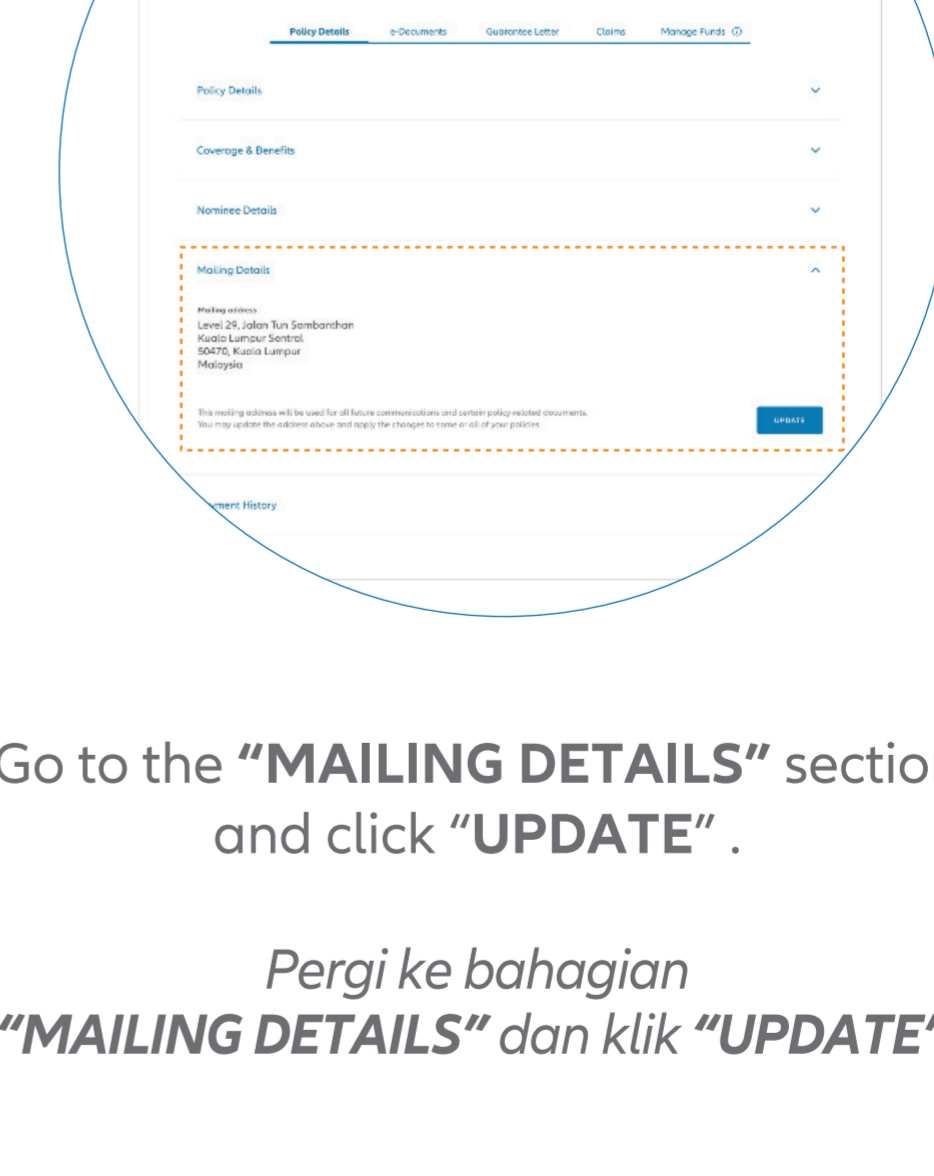 Policy Details e-Documents Guarantee Letter Claims Manage Funds
Policy Details
Coverage & Benefits
Nominee Details
Mailing Details
Mailing address
Level 29, Jalan Tun Sambanthan
Kuala Lumpur Sentral
50470, Kuala Lumpur
Malaysia
This mailing address will be used for all future communications and certain policy-related documents.
You may update the address above and apply the changes to some or all of your policies.
UPDATE
yment History
Go to the “MAILING DETAILS” section
and click “UPDATE” .
Pergi ke bahagian
“MAILING DETAILS” dan klik “UPDATE”